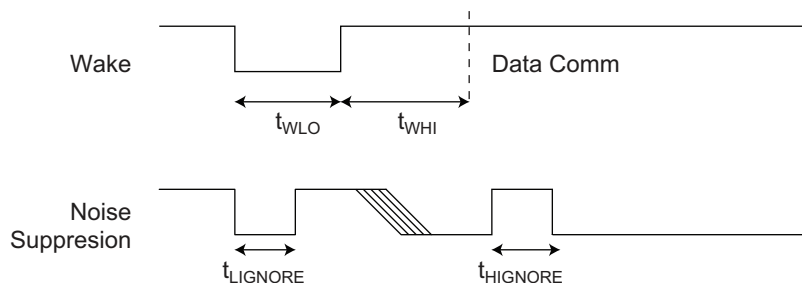 Wake
Data Comm
tWLO
tWHI
Noise
Suppresion
tLIGNORE
tHIGNORE